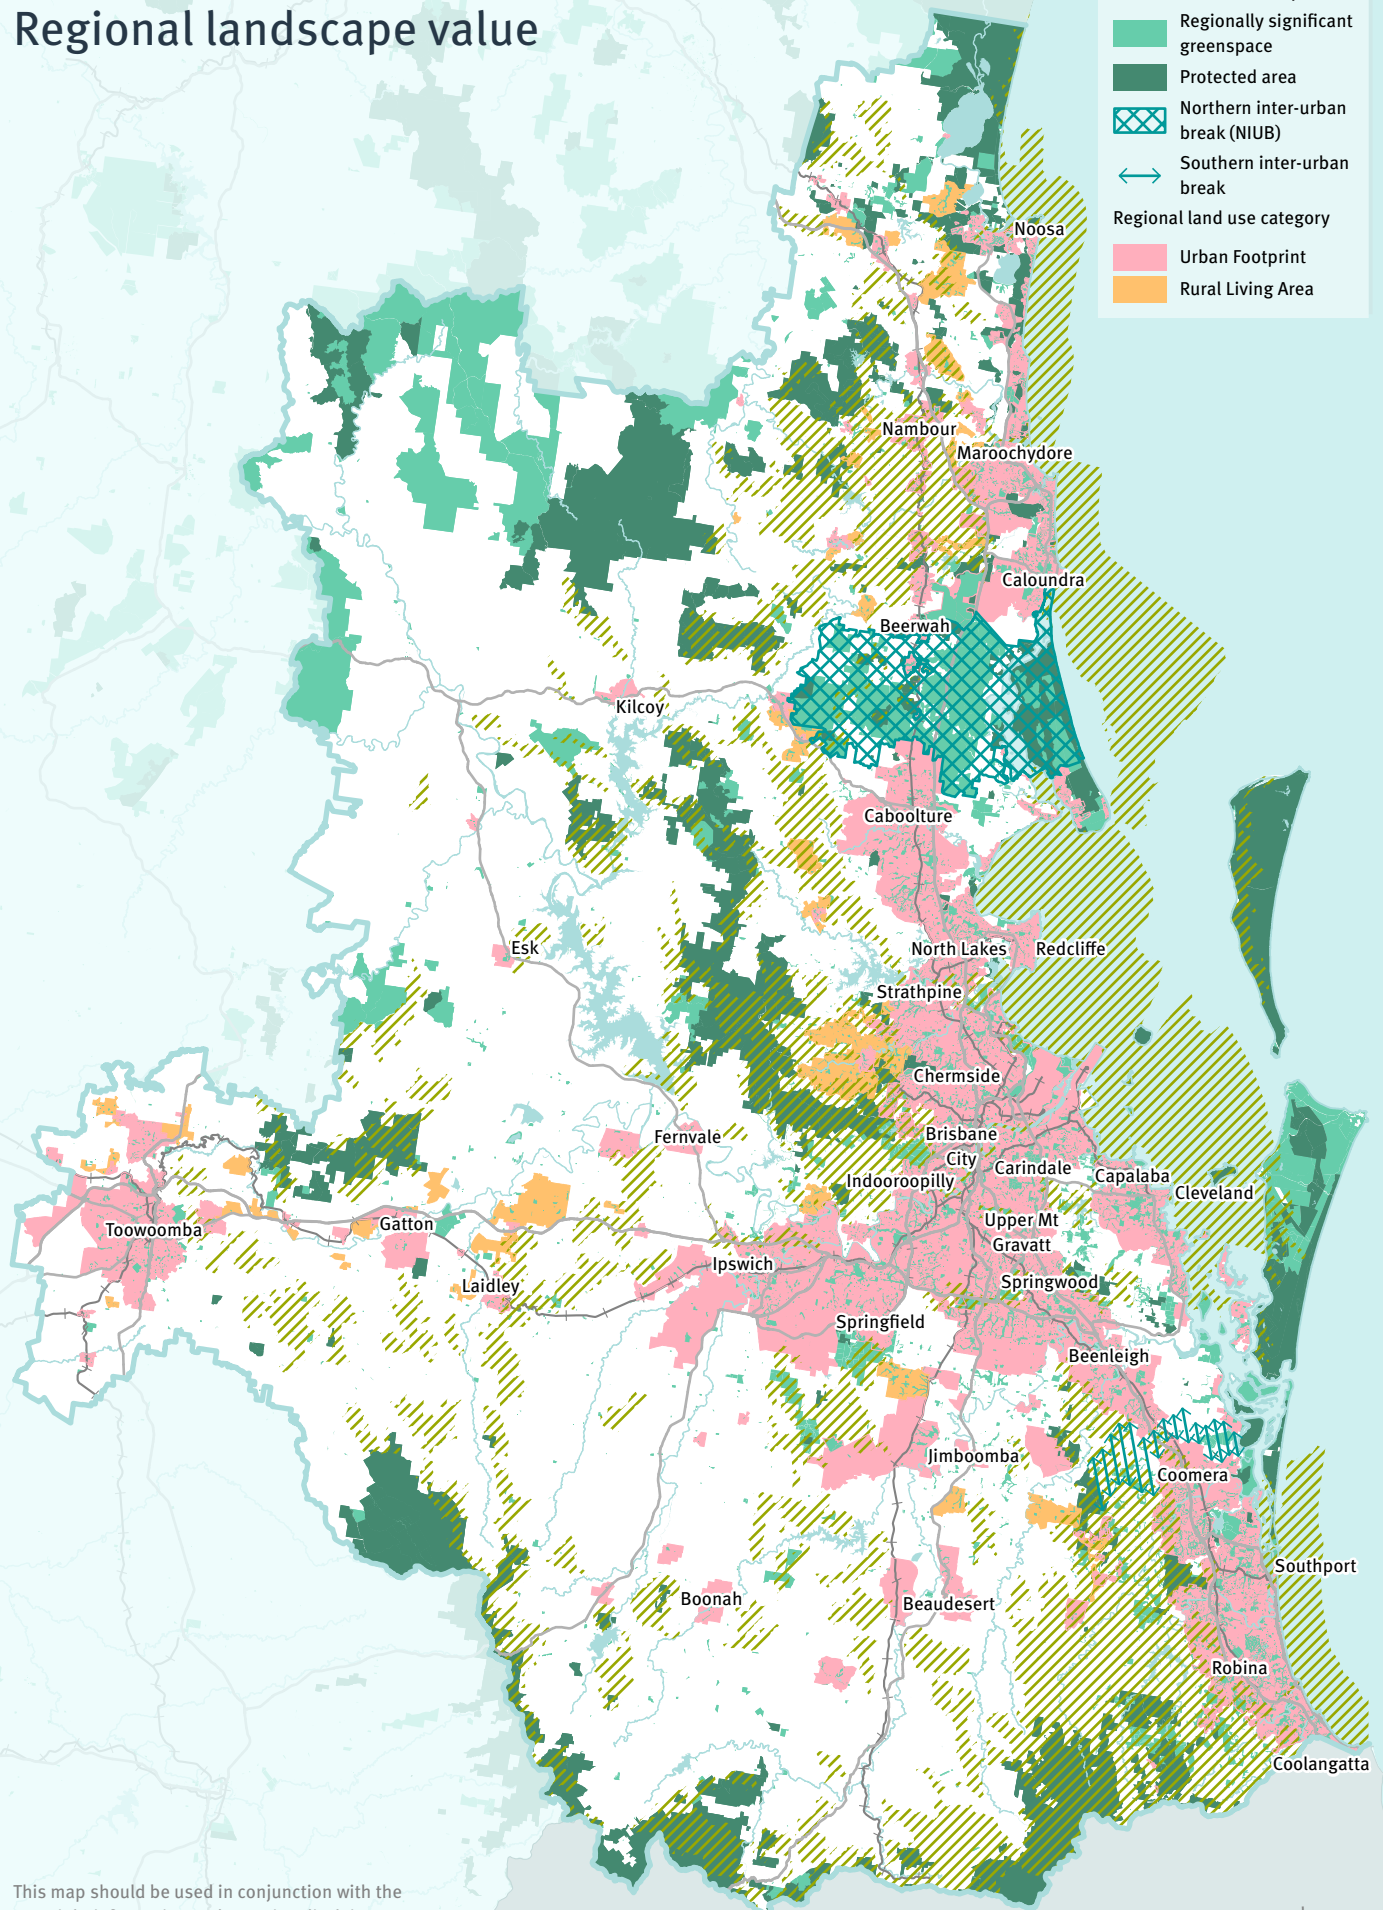 Regional landscape value
Regionally significant
greenspace
Protected area
Northern inter-urban
break (NIUB)
Southern inter-urban
break
Regional land use category
Urban Footprint
Rural Living Area
Noosa
Nambour
Maroochydore
Caloundra
Beerwah
Kilcoy
Caboolture
Esk
North Lakes
Redcliffe
Strathpine
Chermside
Fernvale
Brisbane
City
Carindale
Capalaba
Indooroopilly
Cleveland
Toowoomba
Gatton
Upper Mt
Gravatt
Ipswich
Laidley
Springwood
Springfield
Beenleigh
Jimboomba
Coomera
Southport
Boonah
Beaudesert
Robina
Coolangatta
This map should be used in conjunction with the